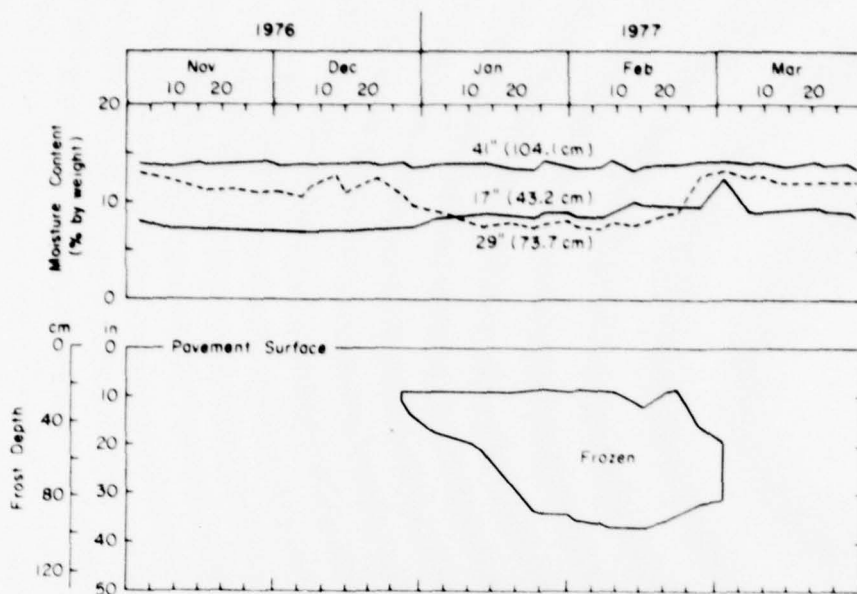 1976 1977
Nov Dec Jan Feb Mar
10 20 10 20 10 20 10 20 10 20
20
10
0
Moisture Content
(% by weight)
41" (104.1cm)
17" (43.2 cm)
29" (73.7 cm)
cm in
0 0
Pavement Surface
10
40
20
Frozen
30
80
40
120
50
Frost Depth